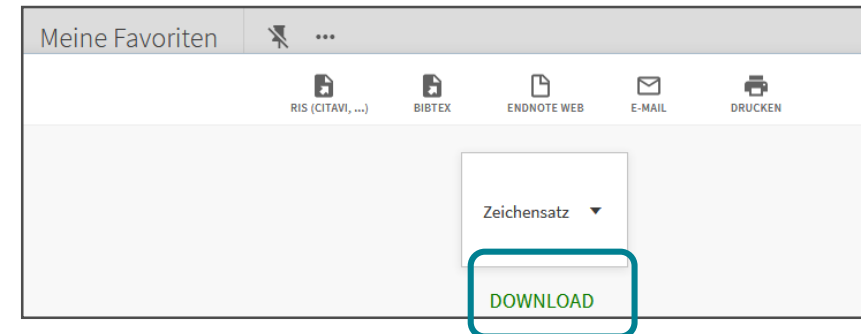 Meine Favoriten
RIS (CITAVI, ...) BIBTEX ENDNOTE WEB E-MAIL DRUCKEN
Zeichensatz
DOWNLOAD